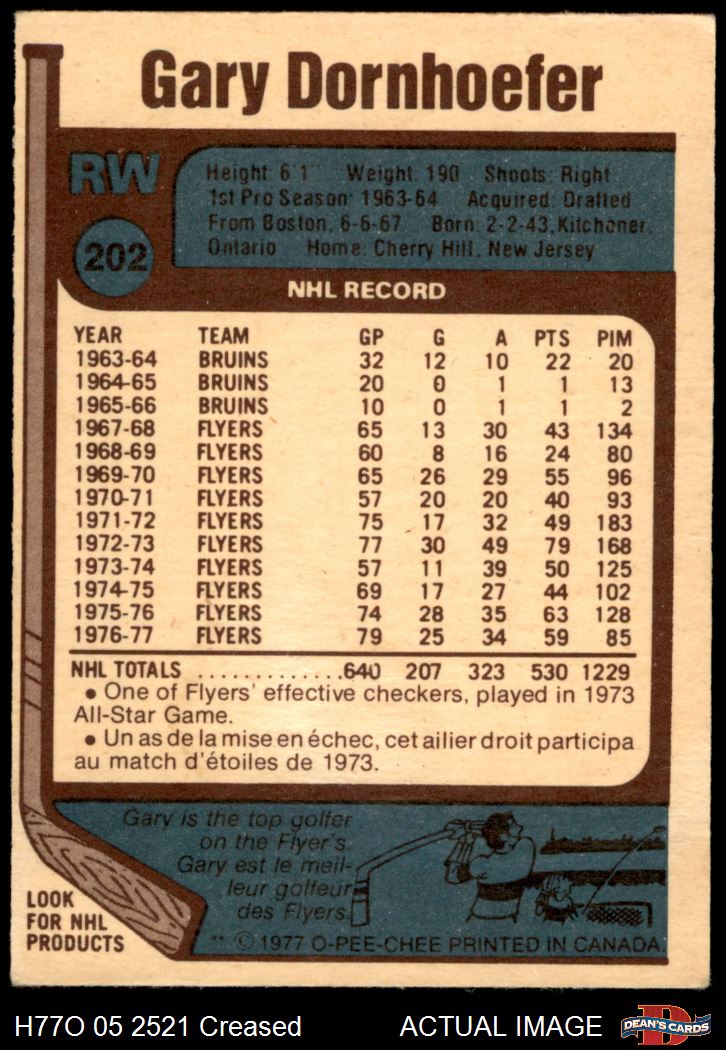 Gary Dornhoefer
RW
202
Height: 6'1" Weight: 190 Shoots: Right
1st Pro Season: 1963-64 Acquired: Drafted
From Boston, 6-6-67 Born: 2-2-43, Kitchener,
Ontario Home: Cherry Hill, New Jersey
NHL RECORD
YEAR TEAM GP G A PTS PIM
1963-64 BRUINS 32 12 10 22 20
1964-65 BRUINS 20 0 1 1 13
1965-66 BRUINS 10 0 1 1 2
1967-68 FLYERS 65 13 30 43 134
1968-69 FLYERS 60 8 16 24 80
1969-70 FLYERS 65 26 29 55 96
1970-71 FLYERS 57 20 20 40 93
1971-72 FLYERS 75 17 32 49 183
1972-73 FLYERS 77 30 49 79 168
1973-74 FLYERS 57 11 39 50 125
1974-75 FLYERS 69 17 27 44 102
1975-76 FLYERS 74 28 35 63 128
1976-77 FLYERS 79 25 34 59 85
NHL TOTALS .............640 207 323 530 1229
• One of Flyers' effective checkers, played in 1973
All-Star Game.
• Un as de la mise en échec, cet ailier droit participa
au match d'étoiles de 1973.
Gary is the top golfer
on the Flyer's.
Gary est le meil-
leur golfeur
des Flyers.
LOOK
FOR NHL
PRODUCTS
** © 1977 O-PEE-CHEE PRINTED IN CANADA.
H77O 05 2521 Creased ACTUAL IMAGE
D
DEAN'S CARDS